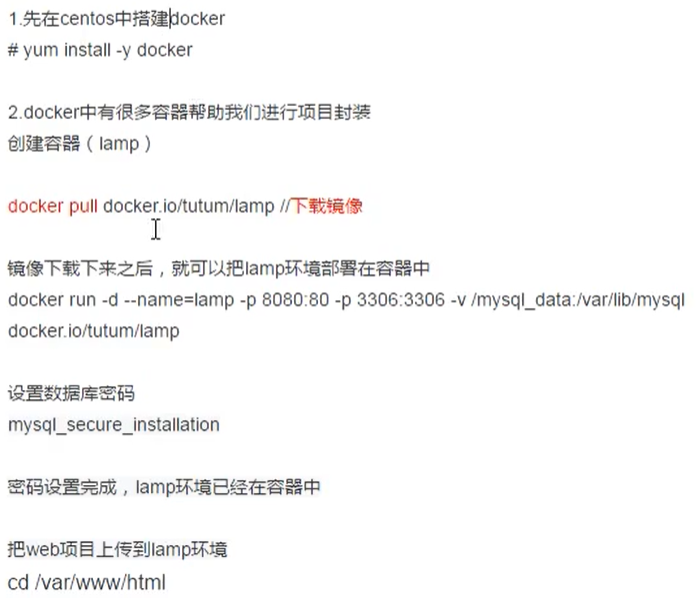 1.先在centos中搭建docker
# yum install -y docker
2.docker中有很多容器帮助我们进行项目封装
创建容器（lamp）
docker pull docker.io/tutum/lamp //下载镜像
镜像下载下来之后，就可以把lamp环境部署在容器中
docker run -d --name=lamp -p 8080:80 -p 3306:3306 -v /mysql_data:/var/lib/mysql
docker.io/tutum/lamp
设置数据库密码
mysql_secure_installation
密码设置完成，lamp环境已经在容器中
把web项目上传到lamp环境
cd /var/www/html